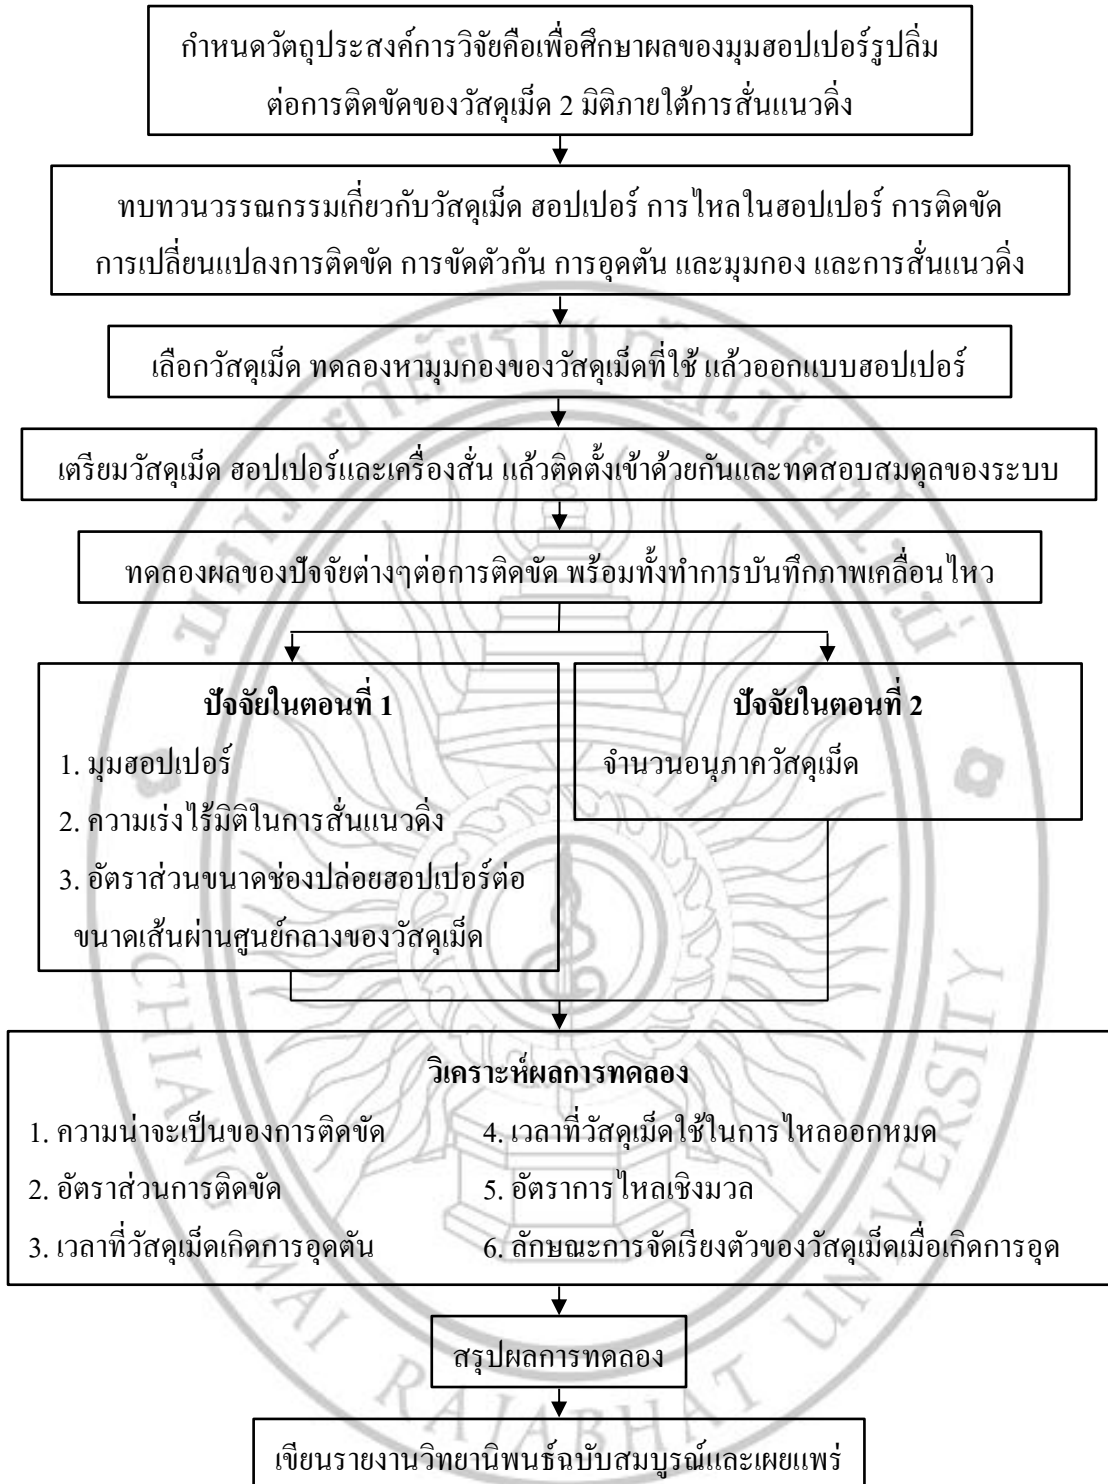 กำหนดวัตถุประสงค์การวิจัยคือเพื่อศึกษาผลของมุมฮอปเปอร์รูปลิ่ม
ต่อการติดขัดของวัสดุเม็ด 2 มิติภายใต้การสั่นแนวดิ่ง
ทบทวนวรรณกรรมเกี่ยวกับวัสดุเม็ด ฮอปเปอร์ การไหลในฮอปเปอร์ การติดขัด
การเปลี่ยนแปลงการติดขัด การขัดตัวกัน การอุดตัน และมุมกอง และการสั่นแนวดิ่ง
เลือกวัสดุเม็ด ทดลองหามุมกองของวัสดุเม็ดที่ใช้ แล้วออกแบบฮอปเปอร์
เตรียมวัสดุเม็ด ฮอปเปอร์และเครื่องสั่น แล้วติดตั้งเข้าด้วยกันและทดสอบสมดุลของระบบ
ทดลองผลของปัจจัยต่างๆต่อการติดขัด พร้อมทั้งทำการบันทึกภาพเคลื่อนไหว
ปัจจัยในตอนที่ 1
1. มุมฮอปเปอร์
2. ความเร่งไร้มิติในการสั่นแนวดิ่ง
3. อัตราส่วนขนาดช่องปล่อยฮอปเปอร์ต่อ
ขนาดเส้นผ่านศูนย์กลางของวัสดุเม็ด
ปัจจัยในตอนที่ 2
จำนวนอนุภาควัสดุเม็ด
วิเคราะห์ผลการทดลอง
1. ความน่าจะเป็นของการติดขัด
2. อัตราส่วนการติดขัด
3. เวลาที่วัสดุเม็ดเกิดการอุดตัน
4. เวลาที่วัสดุเม็ดใช้ในการไหลออกหมด
5. อัตราการไหลเชิงมวล
6. ลักษณะการจัดเรียงตัวของวัสดุเม็ดเมื่อเกิดการอุด
สรุปผลการทดลอง
เขียนรายงานวิทยานิพนธ์ฉบับสมบูรณ์และเผยแพร่
มหาวิทยาลัยราชภัฏเชียงใหม่
CHIANG MAI RAJABHAT UNIVERSITY